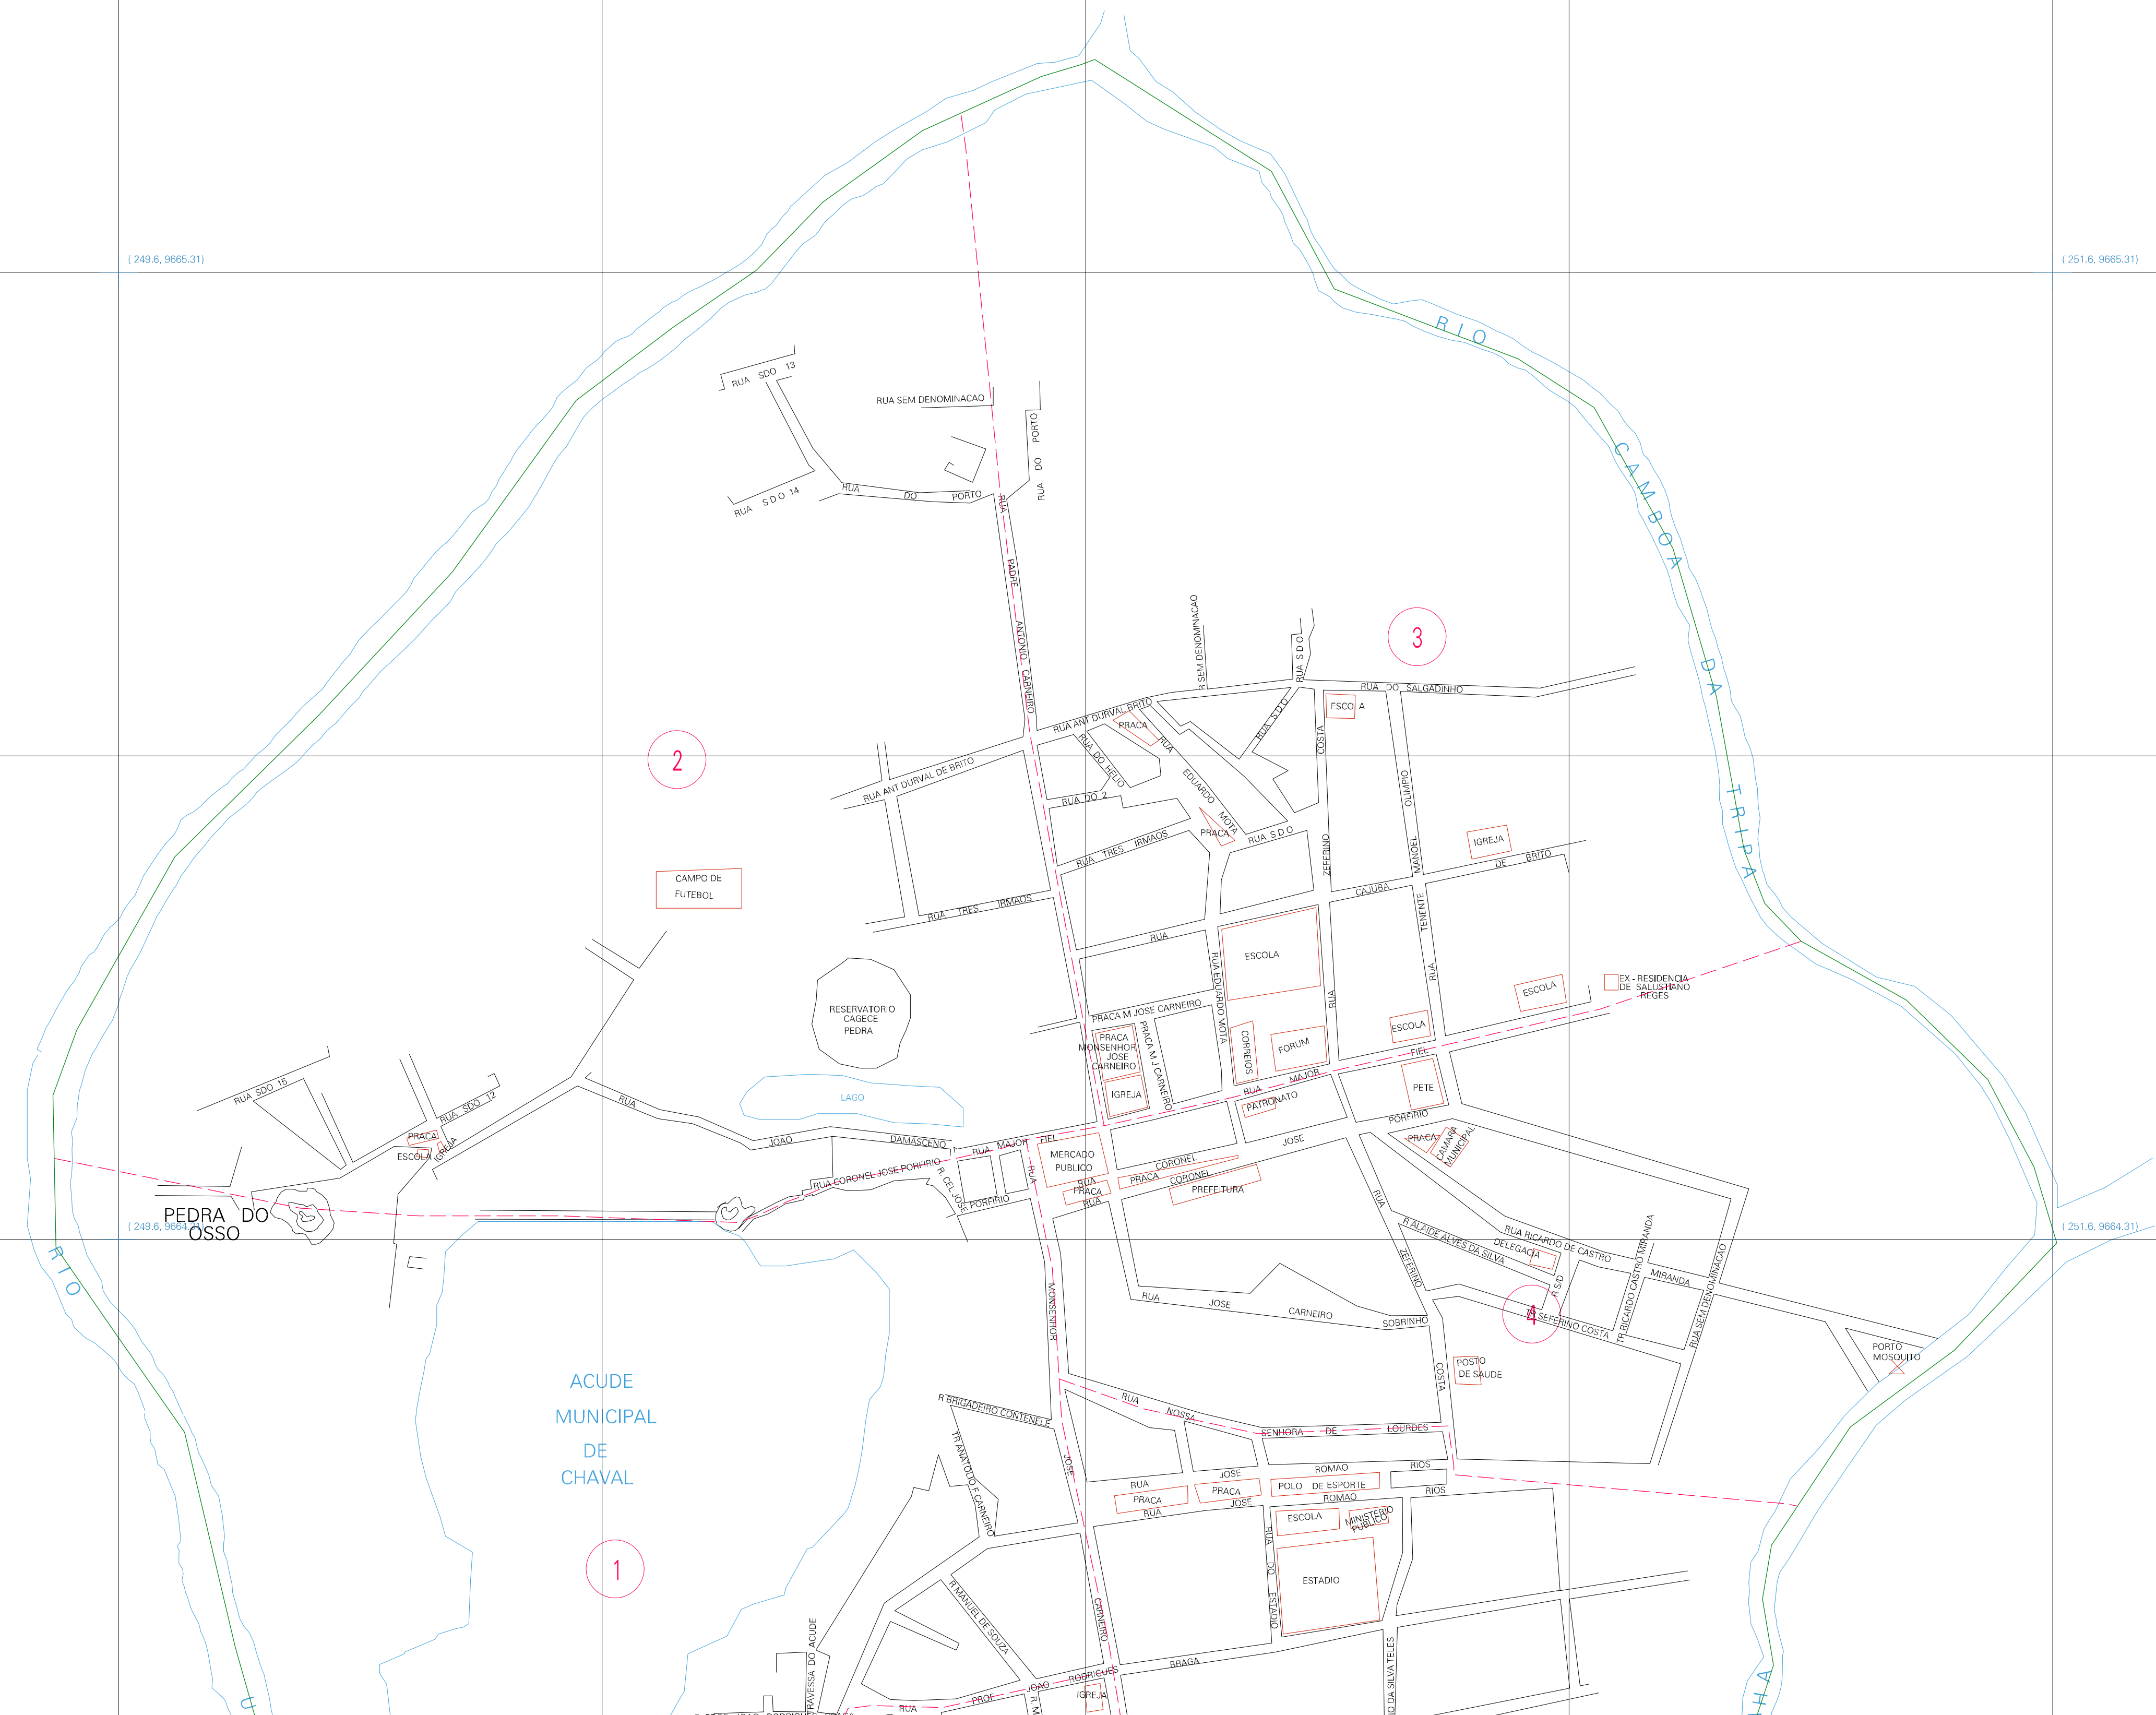 ( 249.6, 9665.31)
( 251.6, 9665.31)
RIO CAMBOA DA TRIPA
RUA SDO 13
RUA SEM DENOMINACAO
RUA DO PORTO
RUA S D O 14
RUA DO PORTO
RUA PADRE ANTONIO CARNEIRO
R SEM DENOMINACAO
RUA S D O
3
RUA DO SALGADINHO
ESCOLA
RUA ANT DURVAL BRITO
PRACA
RUA S D O
RUA DO HELIO
RUA EDUARDO MOTA
2
RUA ANT DURVAL DE BRITO
RUA DO 2
RUA TRES IRMAOS
PRACA
RUA S D O
RUA ZEFERINO COSTA
RUA TENENTE MANOEL OLIMPIO
IGREJA
RUA CAJUBA DE BRITO
CAMPO DE
FUTEBOL
RUA TRES IRMAOS
ESCOLA
RUA EDUARDO MOTA
ESCOLA
EX - RESIDENCIA
DE SALUSTIANO
REGES
RESERVATORIO
CAGECE
PEDRA
PRACA M JOSE CARNEIRO
PRACA
MONSENHOR
JOSE
CARNEIRO
PRACA M J CARNEIRO
CORREIOS
FORUM
ESCOLA
IGREJA
RUA MAJOR FIEL
PATRONATO
PETE
LAGO
RUA SDO 15
RUA SDO 12
PRACA
ESCOLA
IGREJA
RUA JOAO DAMASCENO
RUA MAJOR FIEL
RUA CORONEL JOSE PORFIRIO
R CEL JOSE PORFIRIO
MERCADO
PUBLICO
RUA CORONEL JOSE PORFIRIO
PRACA
PRACA
RUA CORONEL
PREFEITURA
PRACA
CAMARA
MUNICIPAL
PEDRA DO
OSSO
( 249.6, 9664.31)
( 251.6, 9664.31)
RIO
R ALAIDE ALVES DA SILVA
RUA RICARDO DE CASTRO MIRANDA
DELEGACIA
R S/D
TR RICARDO CASTRO MIRANDA
RUA SEM DENOMINACAO
RUA ZEFERINO COSTA
4
TR SEFERINO COSTA
RUA JOSE CARNEIRO SOBRINHO
RUA MONSENHOR JOSE CARNEIRO
PORTO
MOSQUITO
POSTO
DE SAUDE
ACUDE
MUNICIPAL
DE
CHAVAL
R BRIGADEIRO CONTENELE
TR ANATOLIO F CARNEIRO
RUA NOSSA SENHORA DE LOURDES
RUA JOSE ROMAO RIOS
PRACA
PRACA
POLO DE ESPORTE
RUA JOSE ROMAO RIOS
ESCOLA
MINISTERIO
PUBLICO
1
RUA DO ESTADIO
ESTADIO
R MANUEL DE SOUZA
TRAVESSA DO ACUDE
RUA PROF . JOAO RODRIGUES BRAGA
IGREJA
R. M
O DA SILVA TELES
U